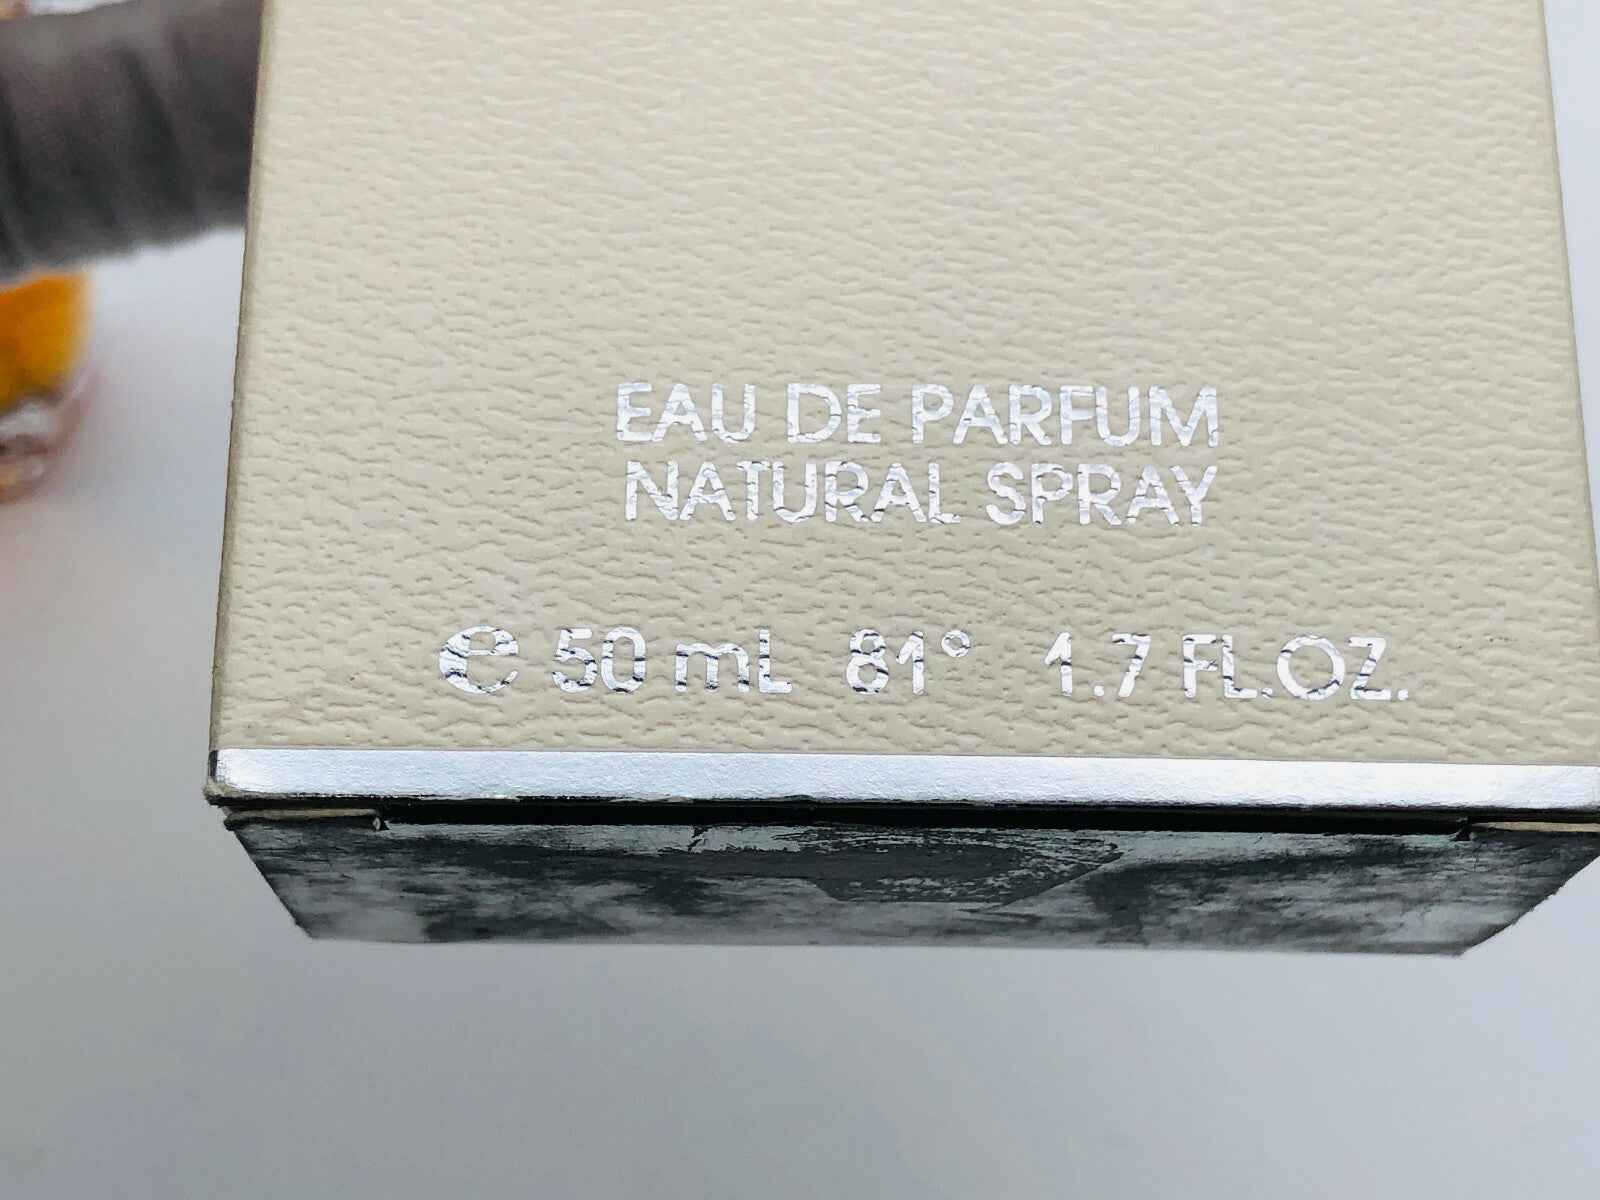 EAU DE PARFUM
NATURAL SPRAY
℮ 50 mL 81° 1.7 FL.OZ.